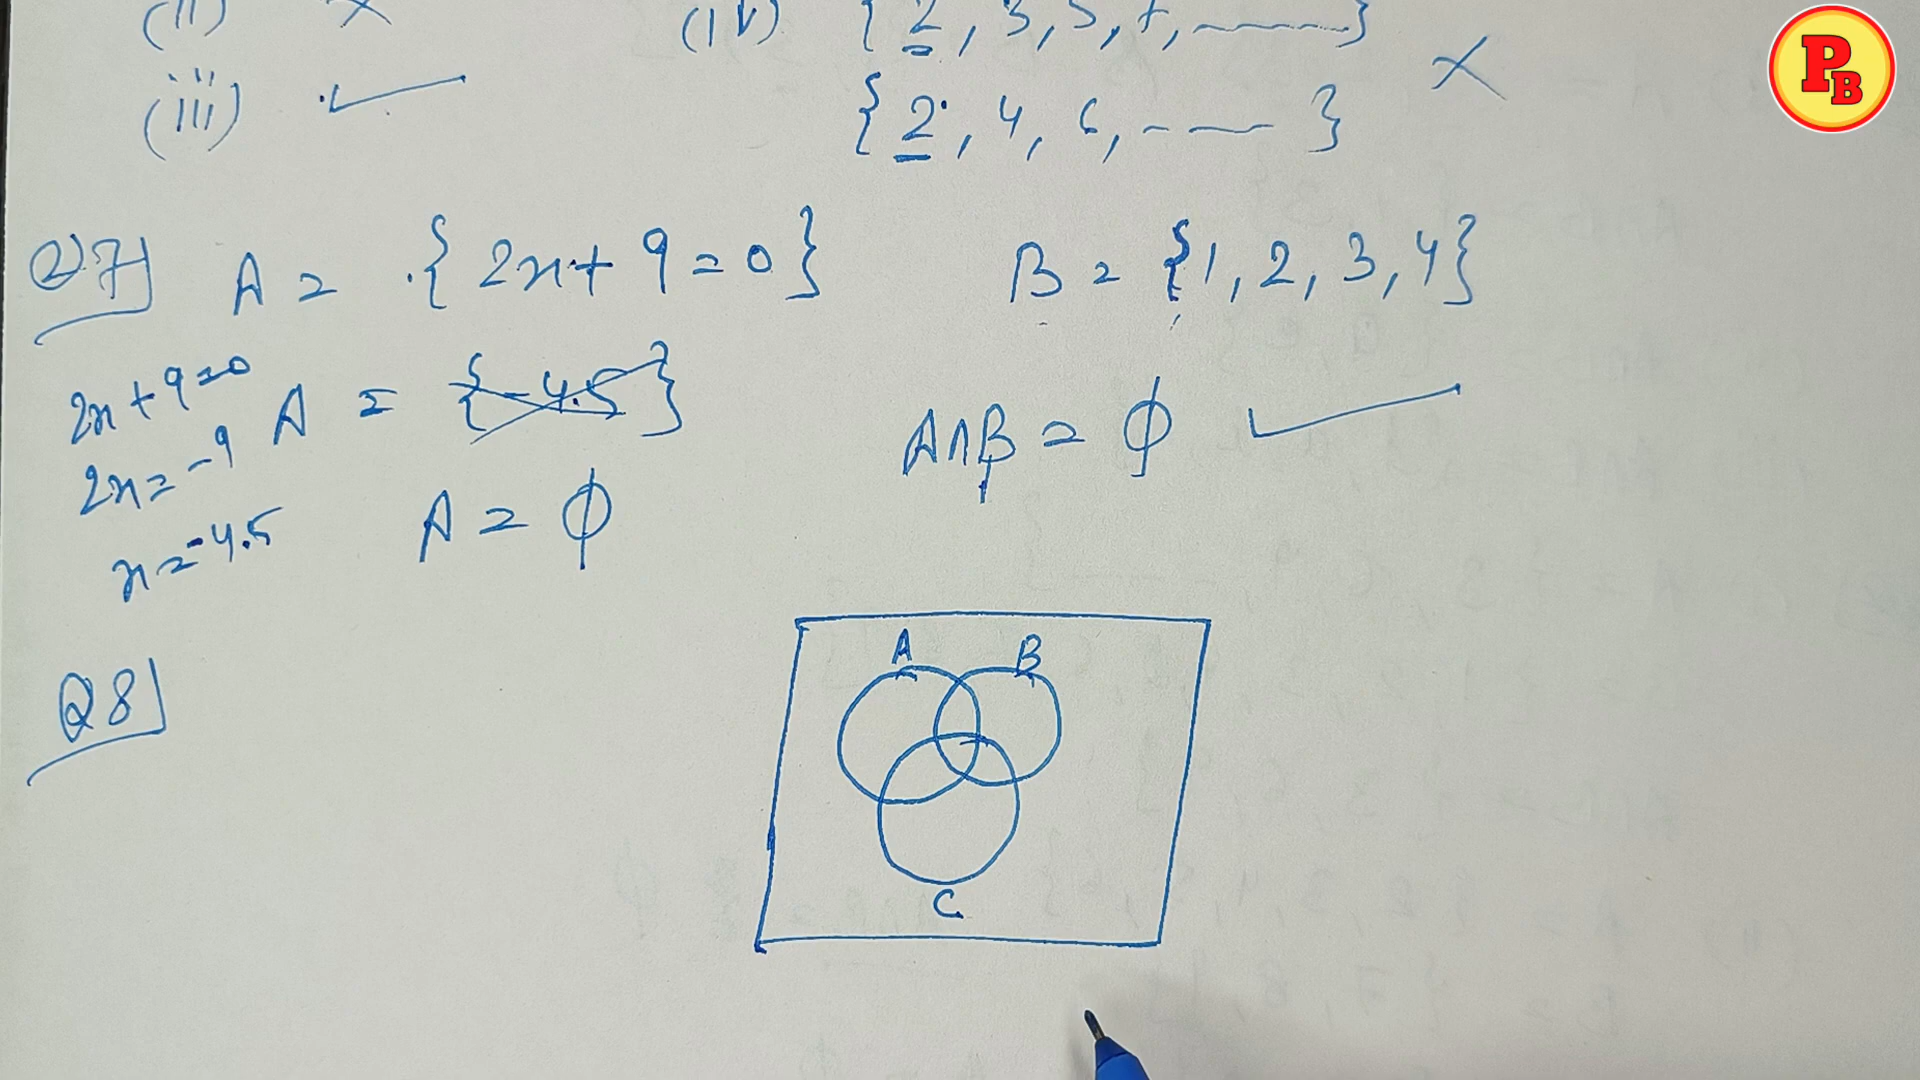 (ii) ×
(iv) {2, 3, 5, 7, ------}
(iii) ✓
{2, 4, 6, -----} ×
Q7] A = {2x + 9 = 0} B = {1, 2, 3, 4}
2x + 9 = 0
A = {-4.5}
A∩B = ϕ ✓
2x = -9
A = ϕ
x = -4.5
Q8]
A B
C
PB